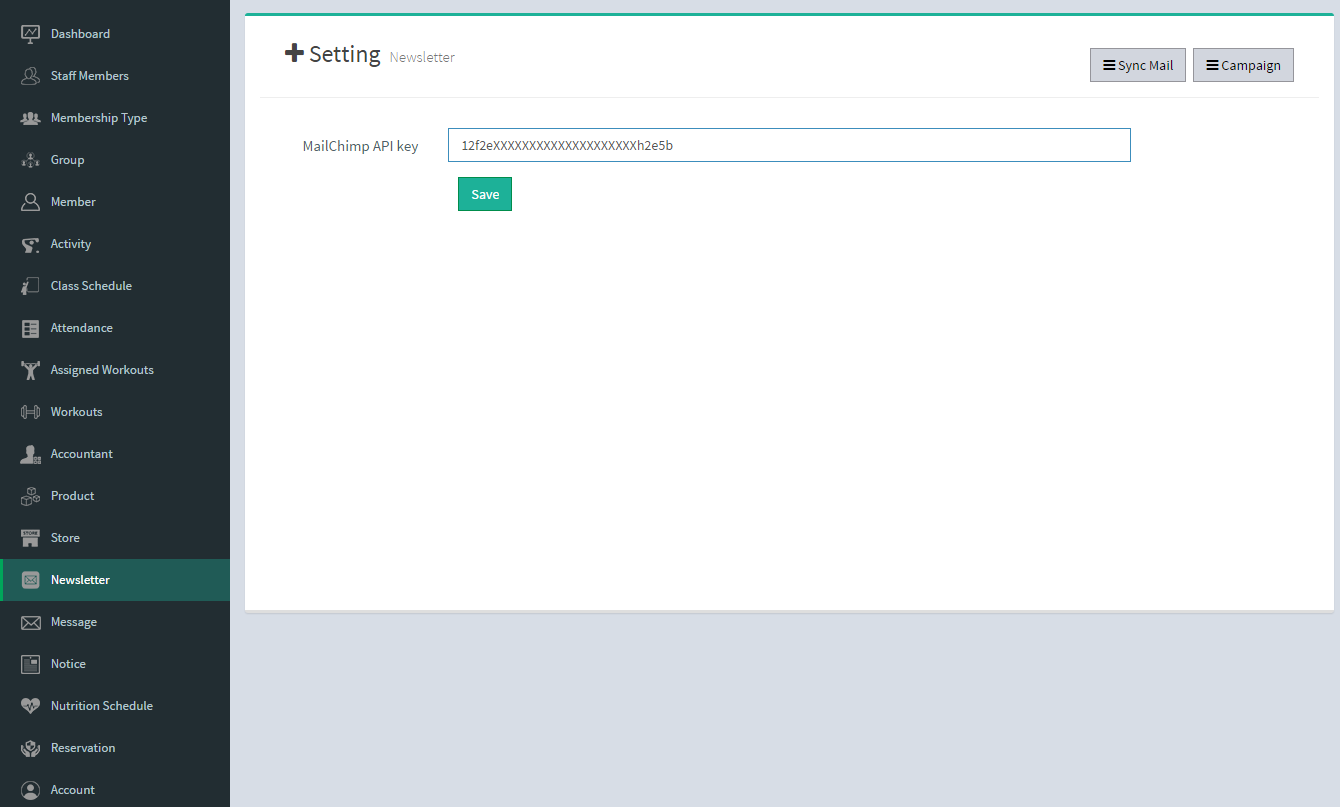 Dashboard
Staff Members
Membership Type
Group
Member
Activity
Class Schedule
Attendance
Assigned Workouts
Workouts
Accountant
Product
STORE
Store
Newsletter
Message
Notice
Nutrition Schedule
Reservation
Account
Setting Newsletter
Sync Mail
Campaign
MailChimp API key
12f2eXXXXXXXXXXXXXXXXXXXXh2e5b
Save